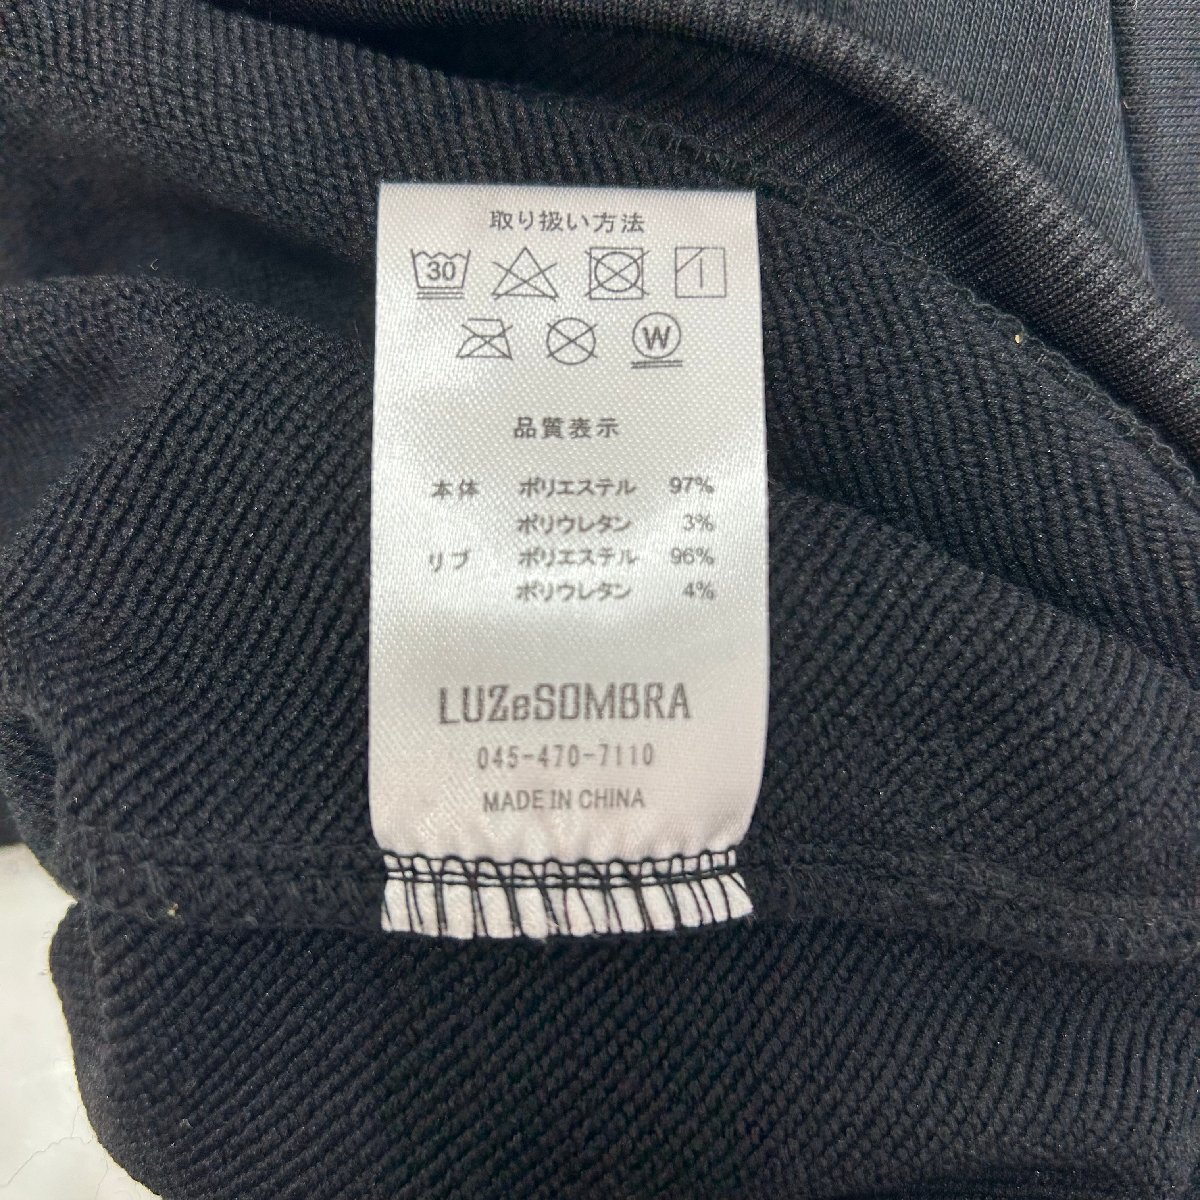 取り扱い方法
30
W
品質表示
本体 ポリエステル 97%
ポリウレタン 3%
リブ ポリエステル 96%
ポリウレタン 4%
LUZeSOMBRA
045-470-7110
MADE IN CHINA